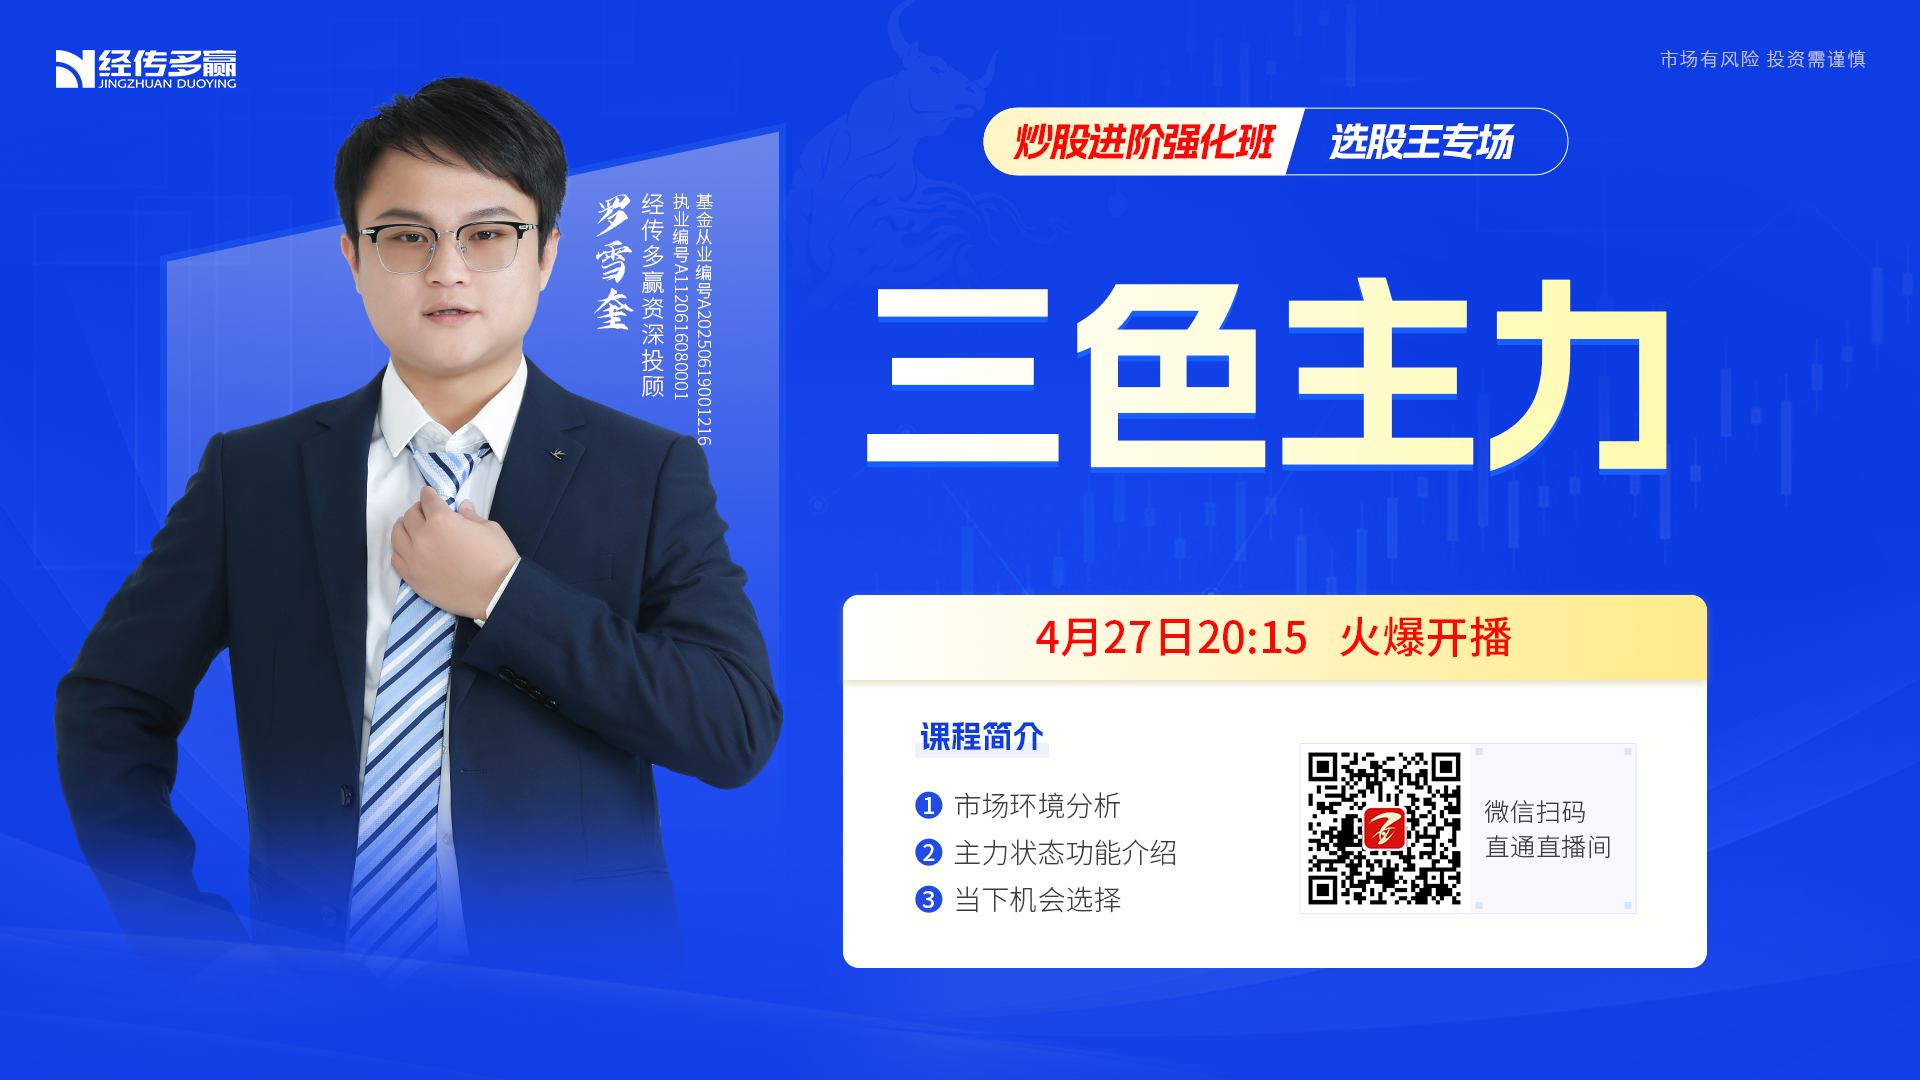 经传多赢
JINGZHUAN DUOYING
市场有风险 投资需谨慎
炒股进阶强化班
选股王专场
罗雪奎
经传多赢资深投顾
执业编号A1120616080001
基金从业编号A20250619001216
三色主力
4月27日20:15 火爆开播
课程简介
1 市场环境分析
2 主力状态功能介绍
3 当下机会选择
微信扫码
直通直播间